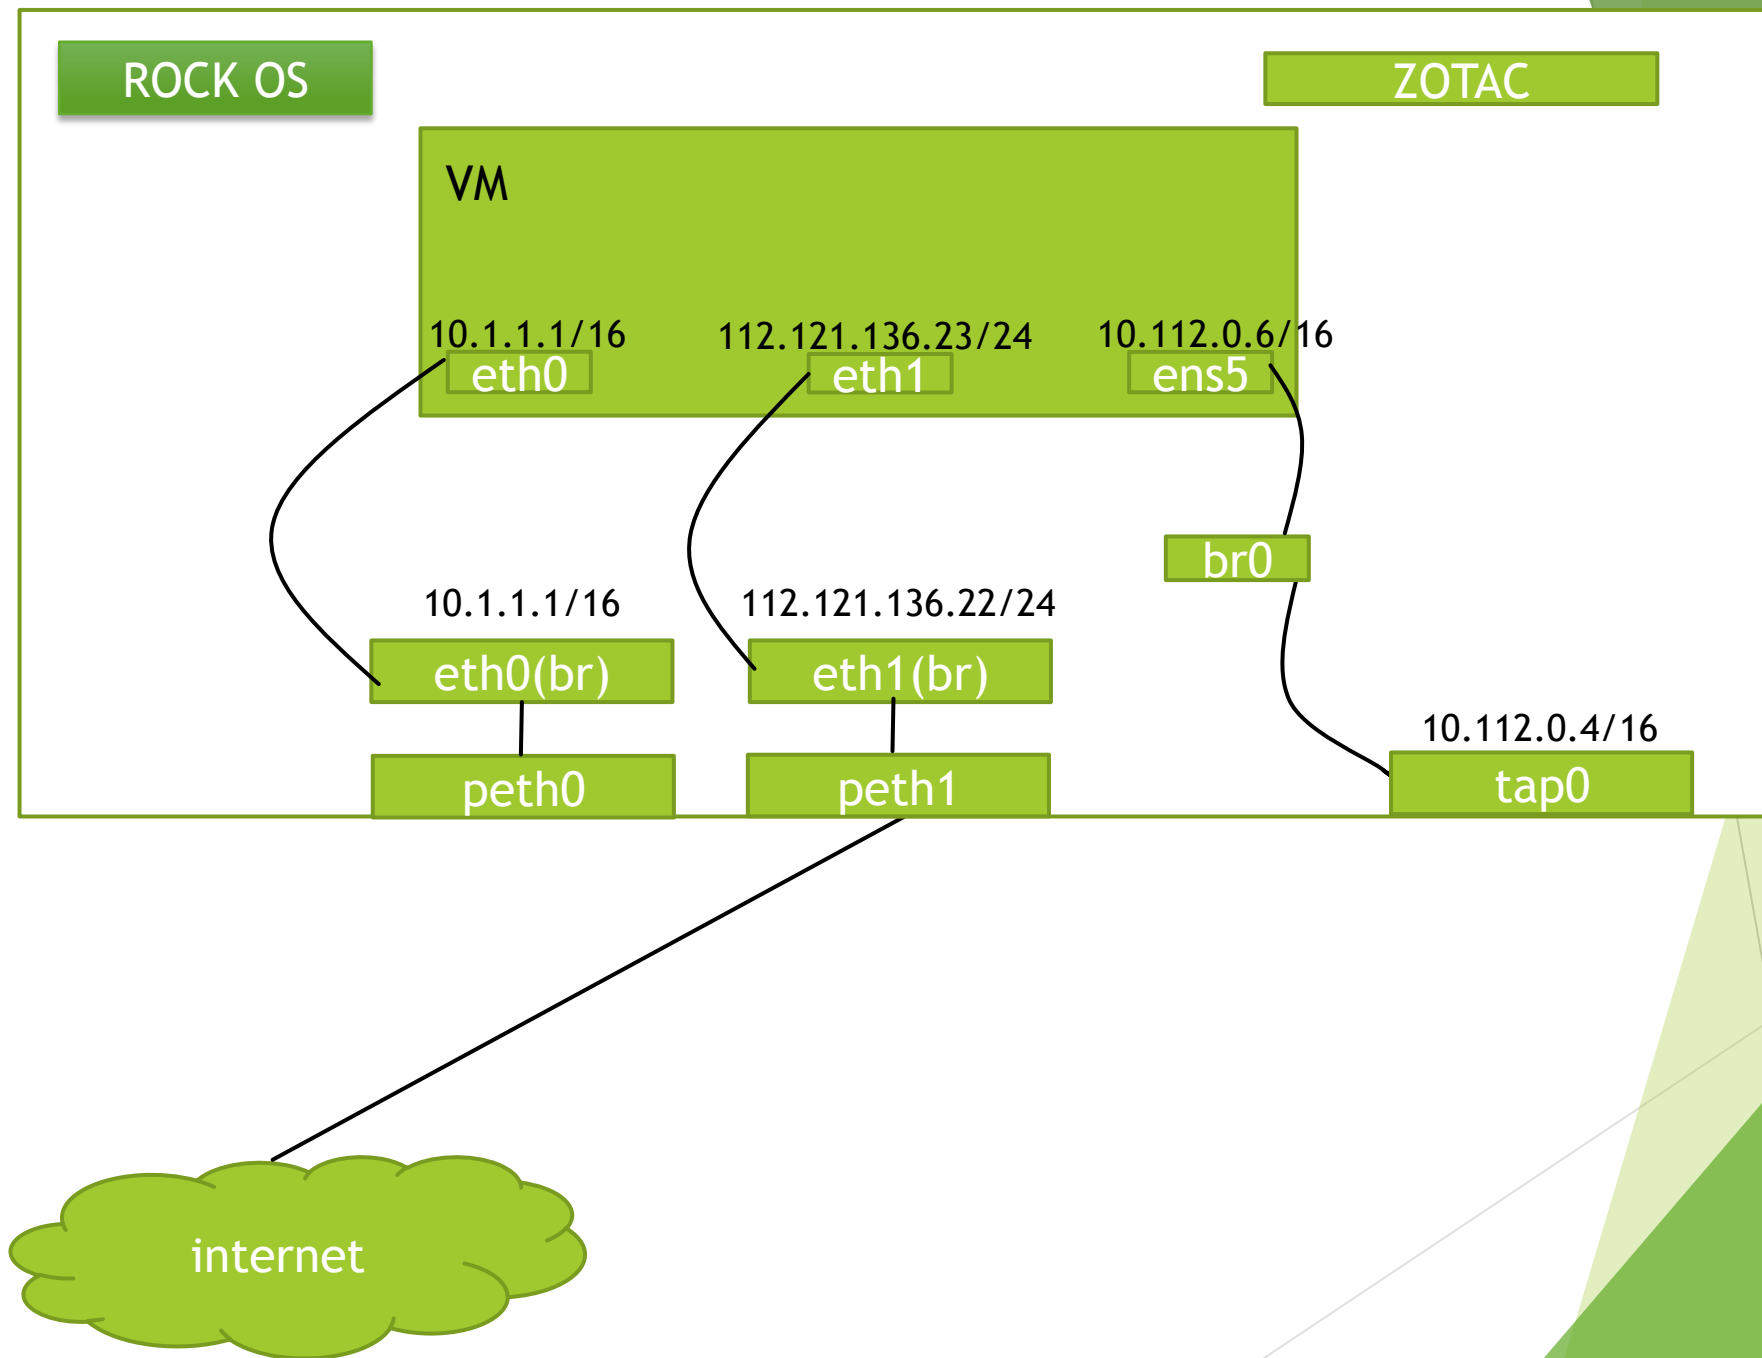 ROCK OS
ZOTAC
VM
10.1.1.1/16
112.121.136.23/24
10.112.0.6/16
eth0
eth1
ens5
br0
10.1.1.1/16
112.121.136.22/24
eth0(br)
eth1(br)
10.112.0.4/16
peth0
peth1
tap0
internet